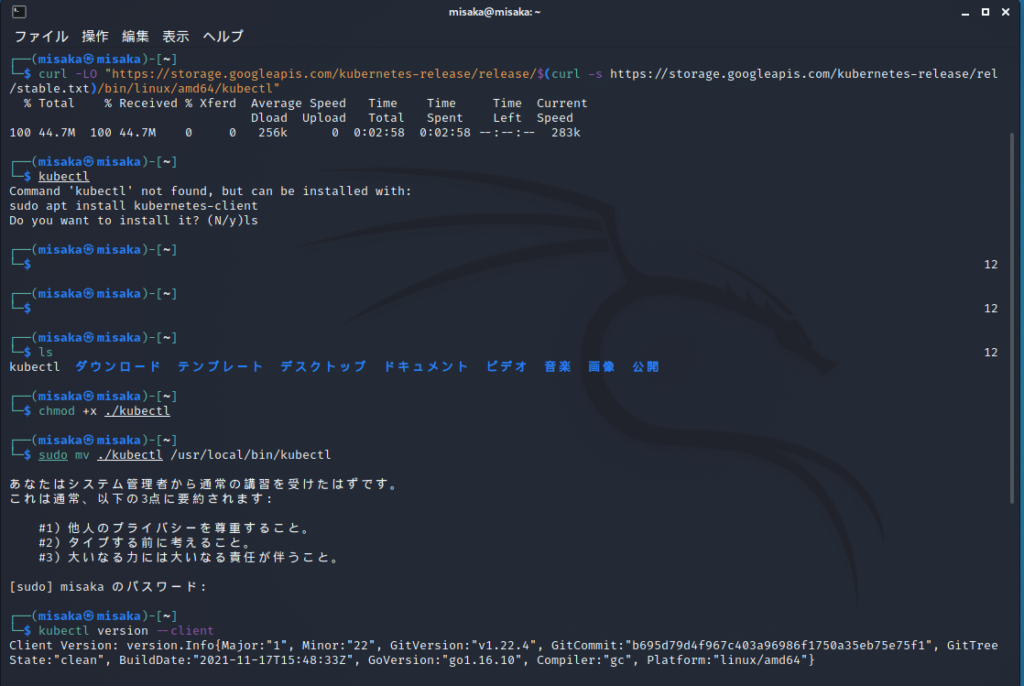 misaka@misaka: ~
ファイル 操作 編集 表示 ヘルプ
┌──(misaka㉿misaka)-[~]
└─$ curl -LO "https://storage.googleapis.com/kubernetes-release/release/$(curl -s https://storage.googleapis.com/kubernetes-release/rel
/stable.txt)/bin/linux/amd64/kubectl"
% Total % Received % Xferd Average Speed Time Time Time Current
Dload Upload Total Spent Left Speed
100 44.7M 100 44.7M 0 0 256k 0 0:02:58 0:02:58 --:--:-- 283k
┌──(misaka㉿misaka)-[~]
└─$ kubectl
Command 'kubectl' not found, but can be installed with:
sudo apt install kubernetes-client
Do you want to install it? (N/y)ls
┌──(misaka㉿misaka)-[~]
└─$ 12
┌──(misaka㉿misaka)-[~]
└─$ 12
┌──(misaka㉿misaka)-[~]
└─$ ls 12
kubectl ダウンロード テンプレート デスクトップ ドキュメント ビデオ 音楽 画像 公開
┌──(misaka㉿misaka)-[~]
└─$ chmod +x ./kubectl
┌──(misaka㉿misaka)-[~]
└─$ sudo mv ./kubectl /usr/local/bin/kubectl
あなたはシステム管理者から通常の講習を受けたはずです。
これは通常、以下の3点に要約されます:
#1) 他人のプライバシーを尊重すること。
#2) タイプする前に考えること。
#3) 大いなる力には大いなる責任が伴うこと。
[sudo] misaka のパスワード:
┌──(misaka㉿misaka)-[~]
└─$ kubectl version --client
Client Version: version.Info{Major:"1", Minor:"22", GitVersion:"v1.22.4", GitCommit:"b695d79d4f967c403a96986f1750a35eb75e75f1", GitTree
State:"clean", BuildDate:"2021-11-17T15:48:33Z", GoVersion:"go1.16.10", Compiler:"gc", Platform:"linux/amd64"}